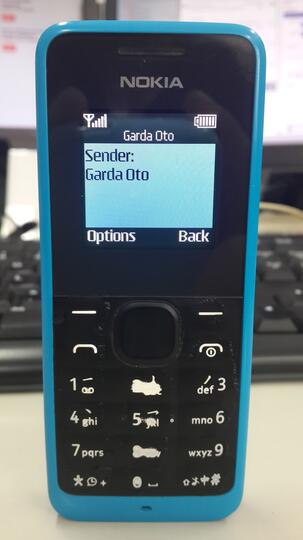 NOKIA
Garda Oto
Sender:
Garda Oto
Options Back
1
def 3
4 ghi
5
mno 6
7 pqrs
wxyz 9
* +
#